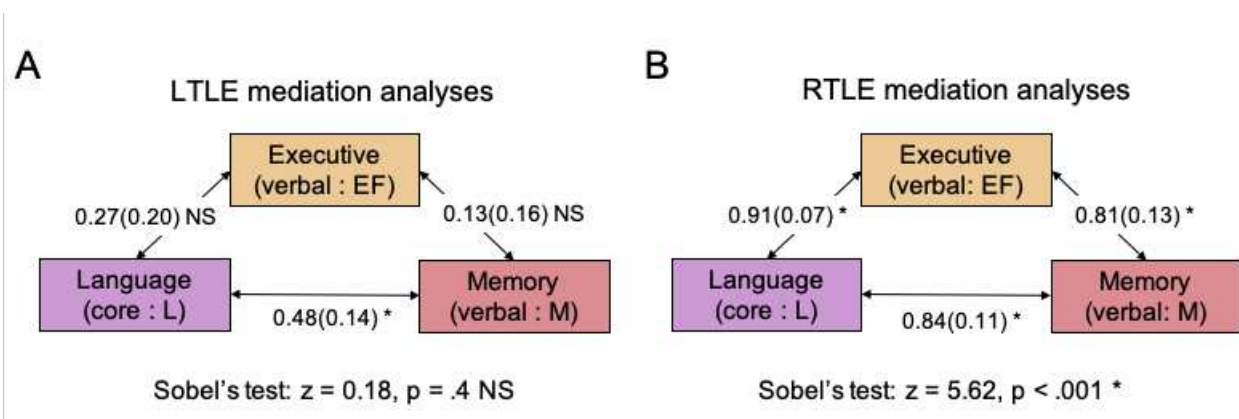 A
LTLE mediation analyses
Executive
(verbal : EF)
0.27(0.20) NS
0.13(0.16) NS
Language
(core : L)
Memory
(verbal : M)
0.48(0.14) *
Sobel's test: z = 0.18, p = .4 NS
B
RTLE mediation analyses
Executive
(verbal: EF)
0.91(0.07) *
0.81(0.13) *
Language
(core : L)
Memory
(verbal: M)
0.84(0.11) *
Sobel's test: z = 5.62, p < .001 *